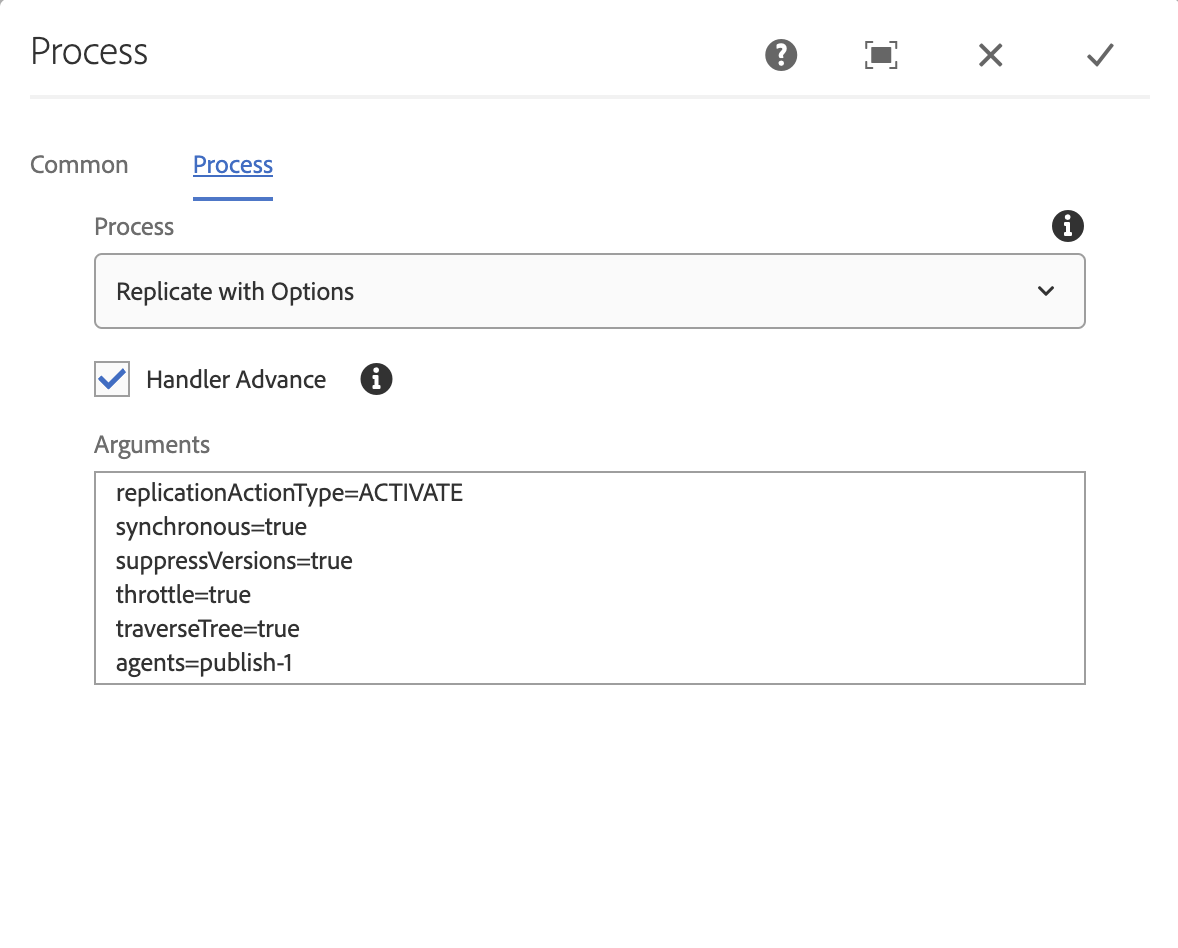 Process
Common Process
Process
Replicate with Options
Handler Advance
Arguments
replicationActionType=ACTIVATE
synchronous=true
suppressVersions=true
throttle=true
traverseTree=true
agents=publish-1